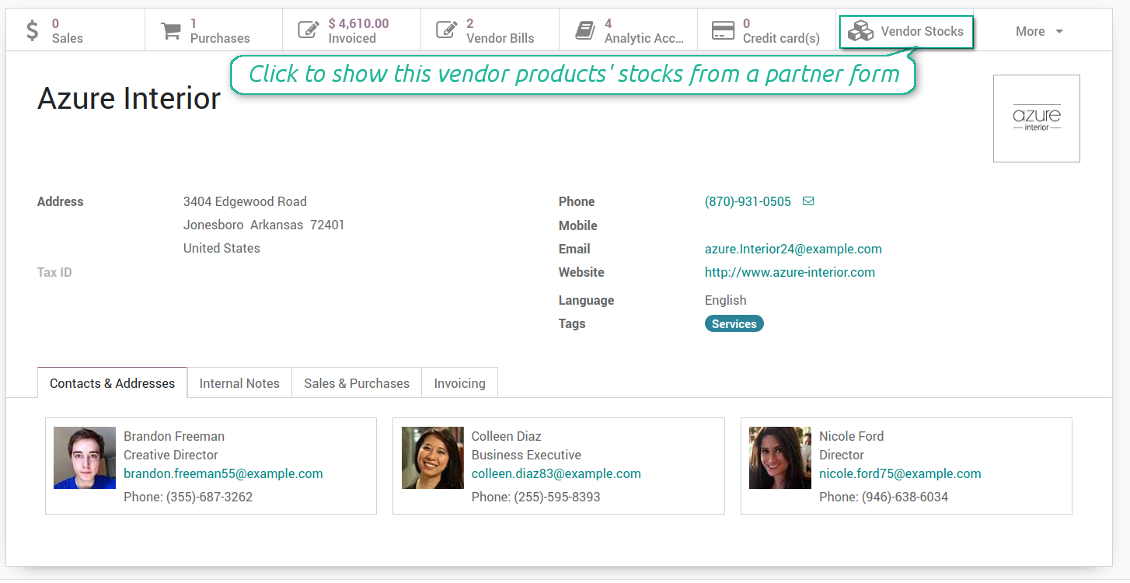 0
Sales
1
Purchases
$ 4,610.00
Invoiced
2
Vendor Bills
4
Analytic Acc...
0
Credit card(s)
Vendor Stocks
More
Click to show this vendor products' stocks from a partner form
Azure Interior
azure
interior
Address
3404 Edgewood Road
Jonesboro Arkansas 72401
United States
Tax ID
Phone (870)-931-0505
Mobile
Email azure.Interior24@example.com
Website http://www.azure-interior.com
Language English
Tags Services
Contacts & Addresses Internal Notes Sales & Purchases Invoicing
Brandon Freeman
Creative Director
brandon.freeman55@example.com
Phone: (355)-687-3262
Colleen Diaz
Business Executive
colleen.diaz83@example.com
Phone: (255)-595-8393
Nicole Ford
Director
nicole.ford75@example.com
Phone: (946)-638-6034